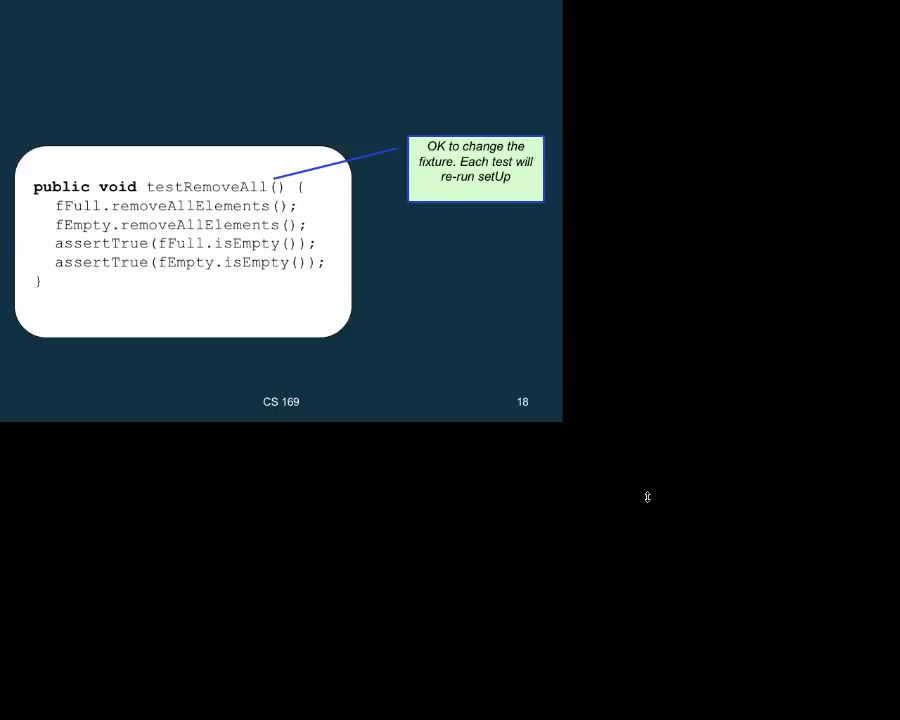 OK to change the
fixture. Each test will
re-run setUp
public void testRemoveAll() {
fFull.removeAllElements();
fEmpty.removeAllElements();
assertTrue(fFull.isEmpty());
assertTrue(fEmpty.isEmpty());
}
CS 169
18